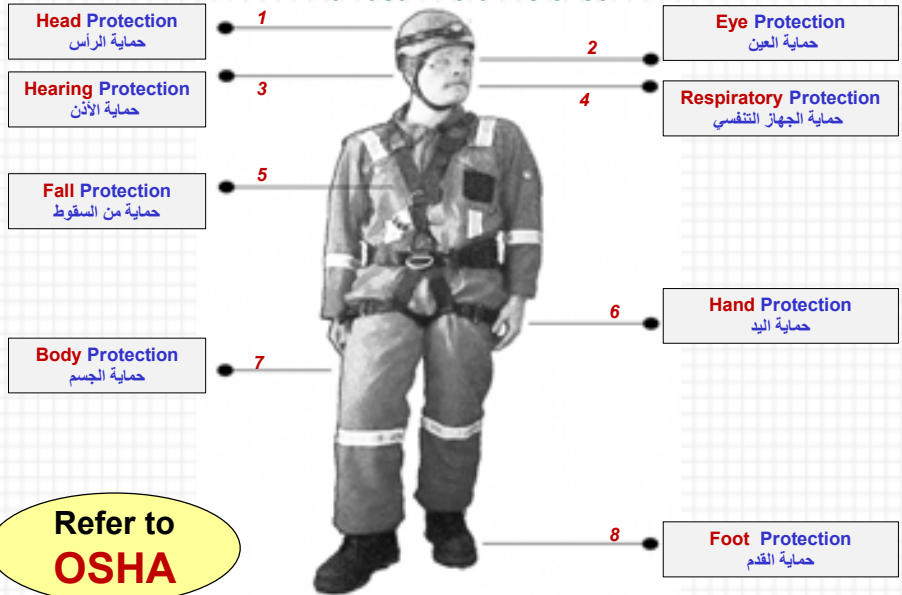 Head Protection
حماية الرأس
1
Eye Protection
حماية العين
2
Hearing Protection
حماية الأذن
3
Respiratory Protection
حماية الجهاز التنفسي
4
Fall Protection
حماية من السقوط
5
Hand Protection
حماية اليد
6
Body Protection
حماية الجسم
7
Foot Protection
حماية القدم
8
Refer to
OSHA